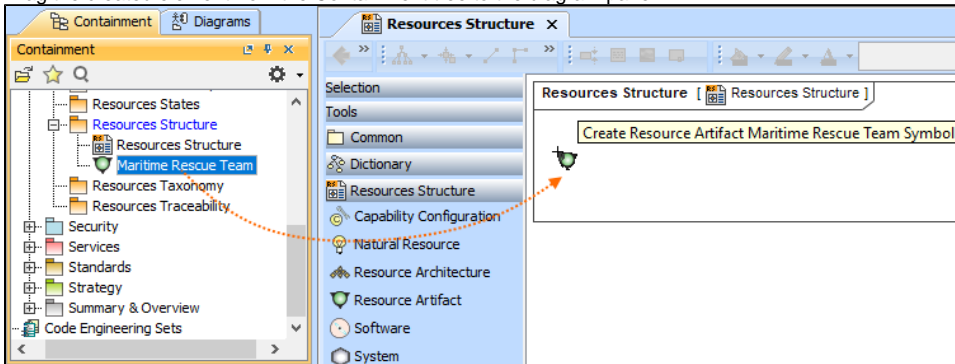 Containment
Diagrams
Containment
Resources States
Resources Structure
Resources Structure
Maritime Rescue Team
Resources Taxonomy
Resources Traceability
Security
Services
Standards
Strategy
Summary & Overview
Code Engineering Sets
Resources Structure
Selection
Tools
Common
Dictionary
Resources Structure
Capability Configuration
Natural Resource
Resource Architecture
Resource Artifact
Software
System
Resources Structure [ Resources Structure ]
Create Resource Artifact Maritime Rescue Team Symbol